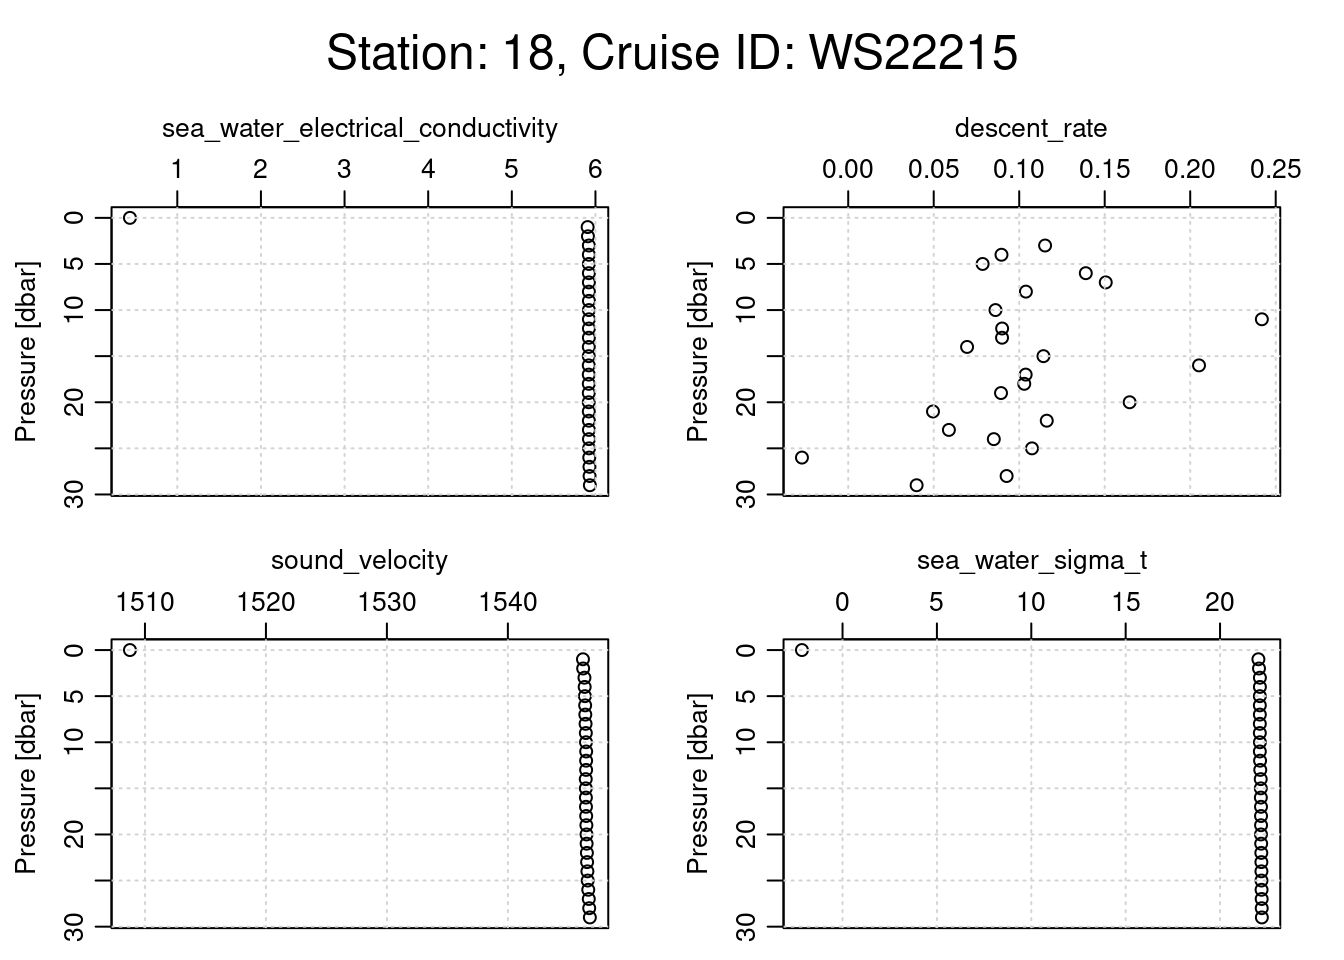 Station: 18, Cruise ID: WS22215
sea_water_electrical_conductivity
1 2 3 4 5 6
Pressure [dbar]
0
5
10
20
30
descent_rate
0.00 0.05 0.10 0.15 0.20 0.25
Pressure [dbar]
0
5
10
20
30
sound_velocity
1510 1520 1530 1540
Pressure [dbar]
0
5
10
20
30
sea_water_sigma_t
0 5 10 15 20
Pressure [dbar]
0
5
10
20
30